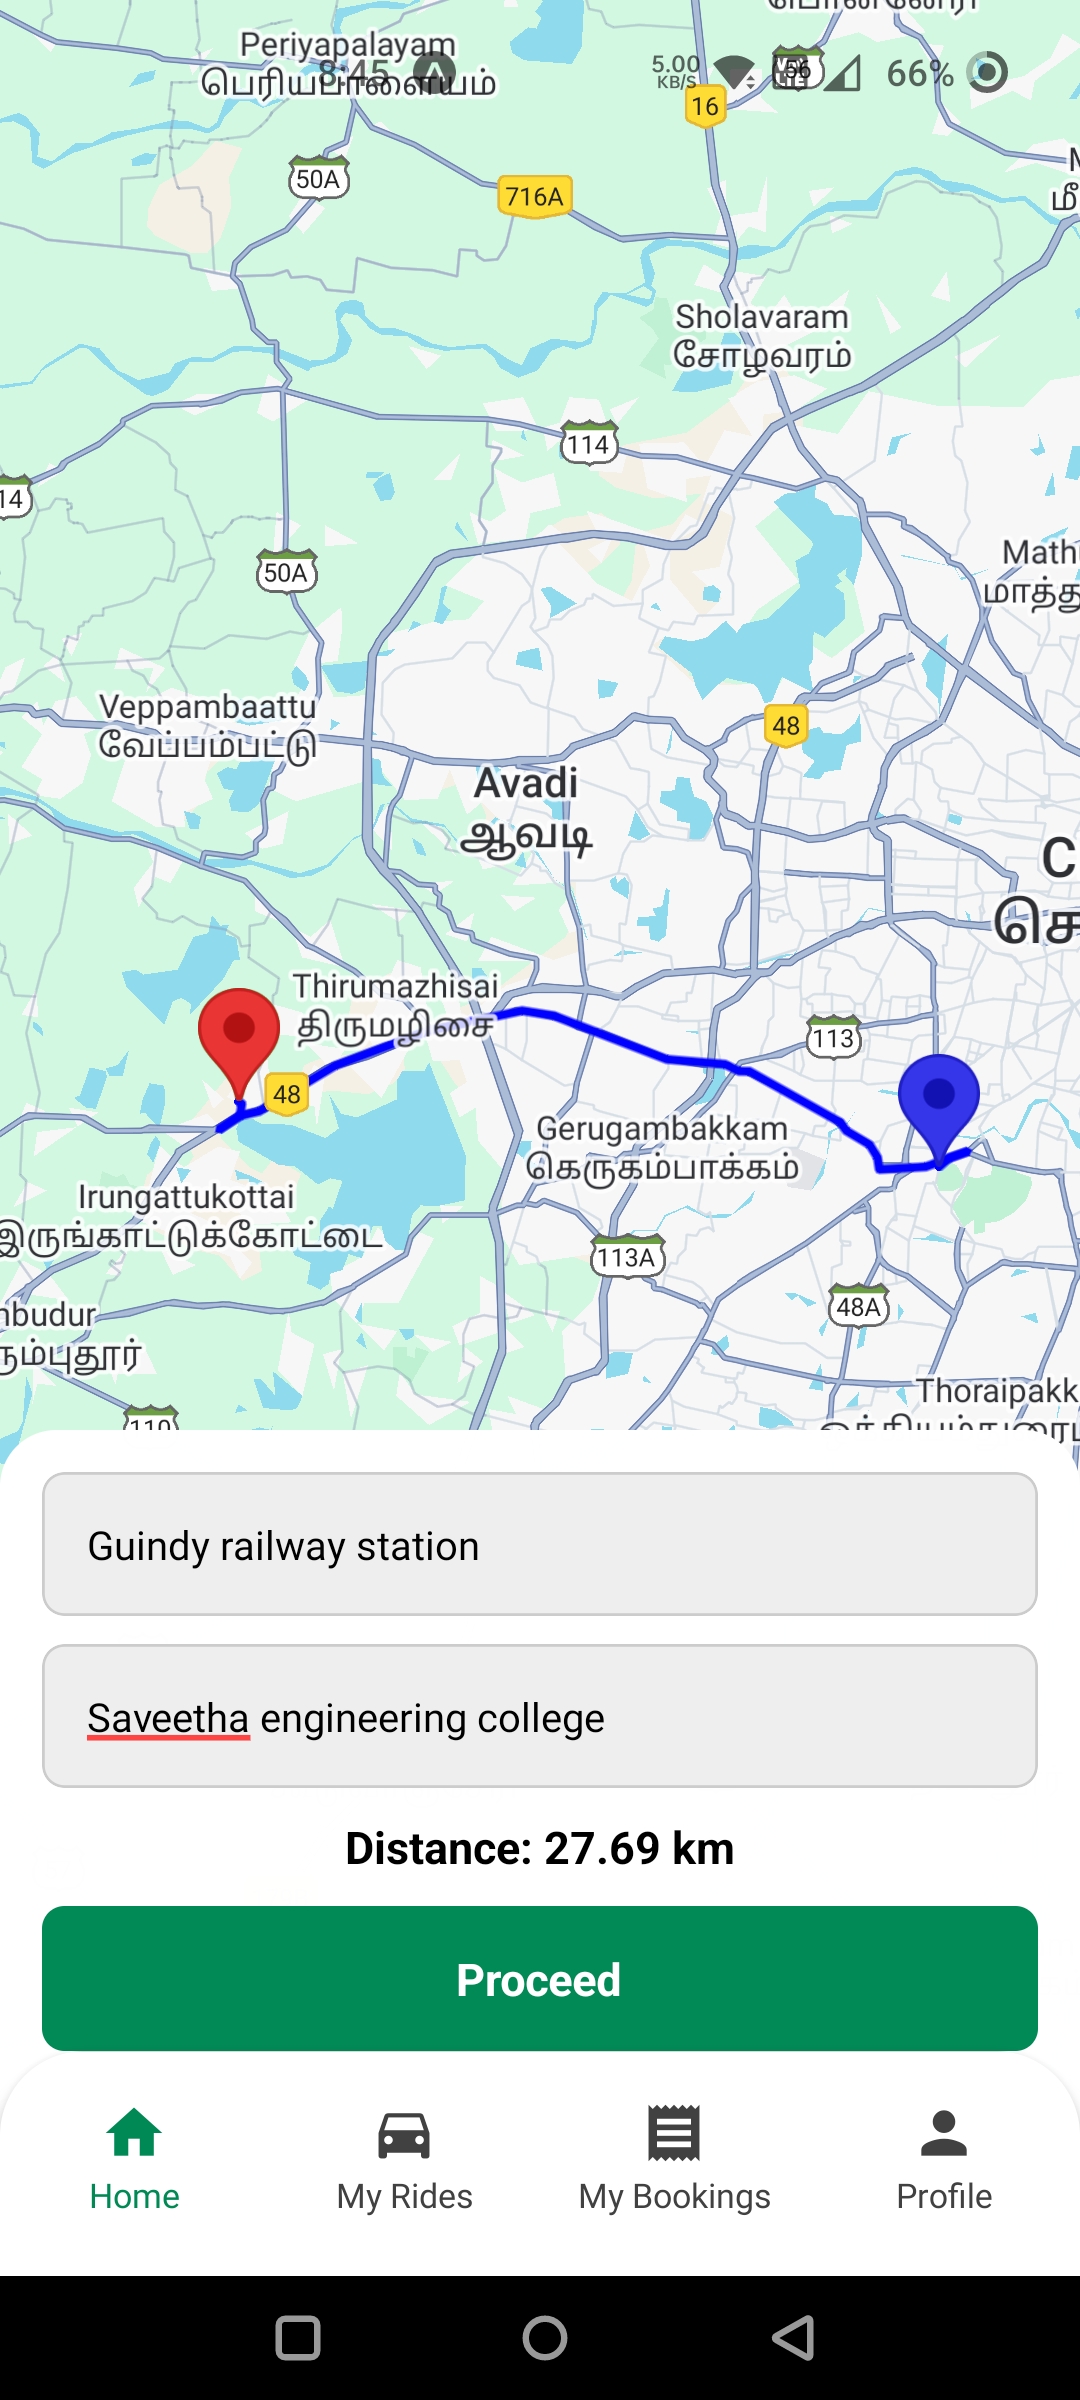 Periyapalayam
பெரியபாளையம்
8:45
5.00
KB/S
56
66%
16
50A
716A
Sholavaram
சோழவரம்
114
14
50A
Math
மாத்து
Veppambaattu
வேப்பம்பட்டு
48
Avadi
ஆவடி
C
செ
Thirumazhisai
திருமழிசை
113
48
Gerugambakkam
கெருகம்பாக்கம்
Irungattukottai
இருங்காட்டுக்கோட்டை
113A
48A
nbudur
ரும்புதூர்
Thoraipakk
110
Guindy railway station
Saveetha engineering college
Distance: 27.69 km
Proceed
Home
My Rides
My Bookings
Profile